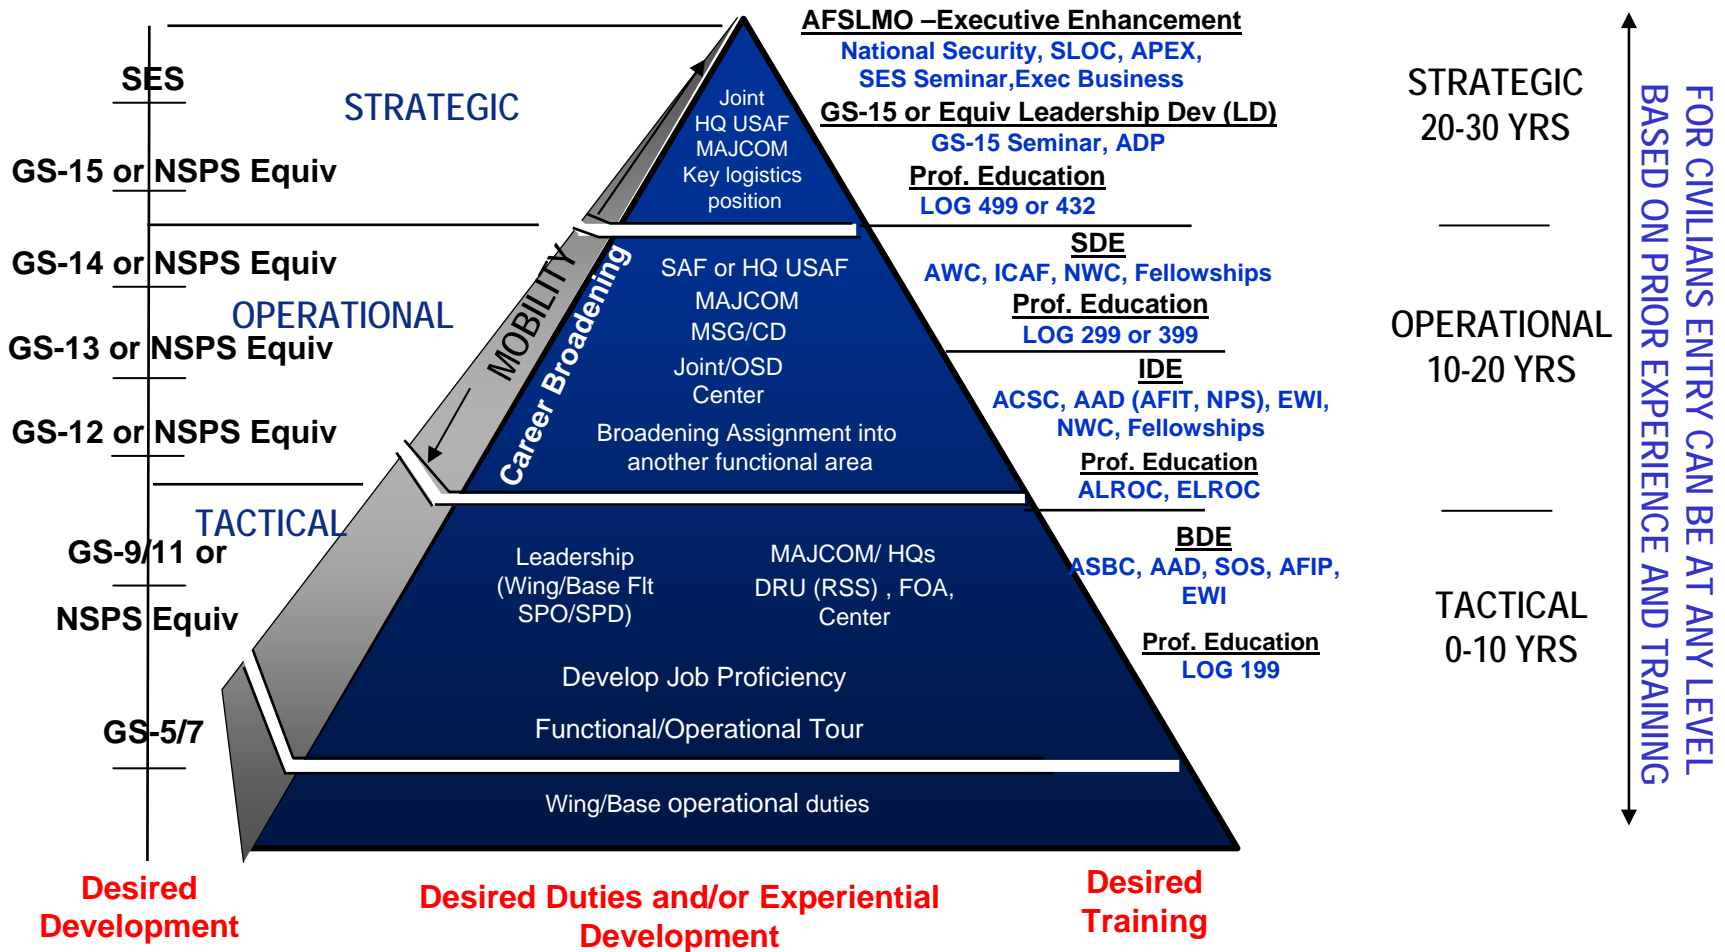 SES
GS-15 or NSPS Equiv
GS-14 or NSPS Equiv
GS-13 or NSPS Equiv
GS-12 or NSPS Equiv
GS-9/11 or
NSPS Equiv
GS-5/7
Desired
Development
STRATEGIC
OPERATIONAL
TACTICAL
MOBILITY
Career Broadening
Joint
HQ USAF
MAJCOM
Key logistics
position
SAF or HQ USAF
MAJCOM
MSG/CD
Joint/OSD
Center
Broadening Assignment into
another functional area
Leadership
(Wing/Base Flt
SPO/SPD)
MAJCOM/ HQs
DRU (RSS) , FOA,
Center
Develop Job Proficiency
Functional/Operational Tour
Wing/Base operational duties
Desired Duties and/or Experiential
Development
AFSLMO –Executive Enhancement
National Security, SLOC, APEX,
SES Seminar,Exec Business
GS-15 or Equiv Leadership Dev (LD)
GS-15 Seminar, ADP
Prof. Education
LOG 499 or 432
SDE
AWC, ICAF, NWC, Fellowships
Prof. Education
LOG 299 or 399
IDE
ACSC, AAD (AFIT, NPS), EWI,
NWC, Fellowships
Prof. Education
ALROC, ELROC
BDE
ASBC, AAD, SOS, AFIP,
EWI
Prof. Education
LOG 199
Desired
Training
STRATEGIC
20-30 YRS
OPERATIONAL
10-20 YRS
TACTICAL
0-10 YRS
FOR CIVILIANS ENTRY CAN BE AT ANY LEVEL
BASED ON PRIOR EXPERIENCE AND TRAINING